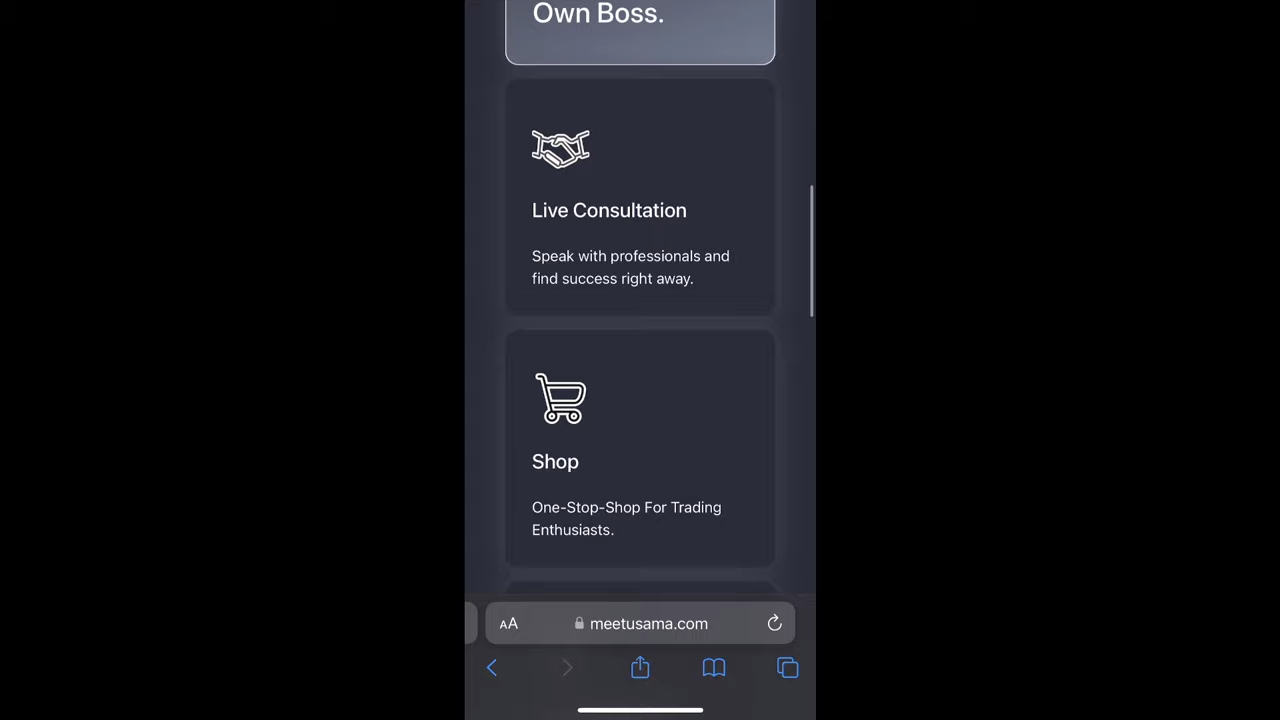 Own Boss.
Live Consultation
Speak with professionals and
find success right away.
Shop
One-Stop-Shop For Trading
Enthusiasts.
AA meetusama.com